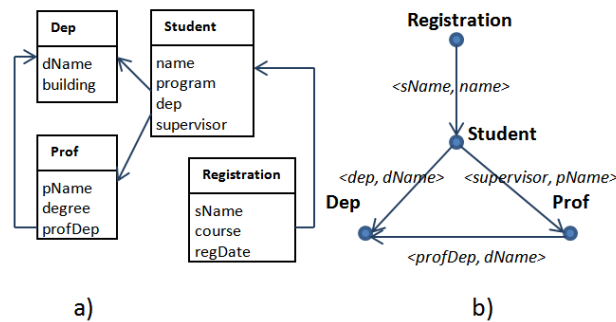 Dep
dName
building
Student
name
program
dep
supervisor
Prof
pName
degree
profDep
Registration
sName
course
regDate
a)
Registration
<sName, name>
Student
<dep, dName>
<supervisor, pName>
Dep
Prof
<profDep, dName>
b)